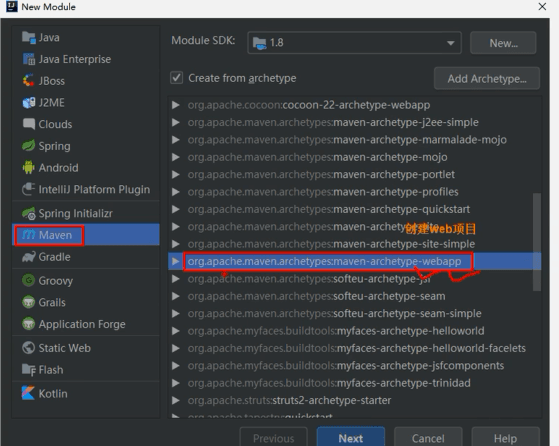 New Module
Java
Java Enterprise
JBoss
J2ME
Clouds
Spring
Android
IntelliJ Platform Plugin
Spring Initializr
Maven
Gradle
Groovy
Grails
Application Forge
Static Web
Flash
Kotlin
Module SDK:
1.8
New...
Create from archetype
Add Archetype...
org.apache.cocoon:cocoon-22-archetype-webapp
org.apache.maven.archetypes:maven-archetype-j2ee-simple
org.apache.maven.archetypes:maven-archetype-marmalade-mojo
org.apache.maven.archetypes:maven-archetype-mojo
org.apache.maven.archetypes:maven-archetype-portlet
org.apache.maven.archetypes:maven-archetype-profiles
org.apache.maven.archetypes:maven-archetype-quickstart
org.apache.maven.archetypes:maven-archetype-
创建Web项目
org.apache.maven.archetypes:maven-archetype-site-simple
org.apache.maven.archetypes:maven-archetype-webapp
org.apache.maven.archetypes:softeu-archetype-jsf
org.apache.maven.archetypes:softeu-archetype-seam
org.apache.maven.archetypes:softeu-archetype-seam-simple
org.apache.myfaces.buildtools:myfaces-archetype-helloworld
org.apache.myfaces.buildtools:myfaces-archetype-helloworld-facelets
org.apache.myfaces.buildtools:myfaces-archetype-jsfcomponents
org.apache.myfaces.buildtools:myfaces-archetype-trinidad
org.apache.struts:struts2-archetype-starter
org.apache.tapestry:quickstart
Previous
Next
Cancel
Help